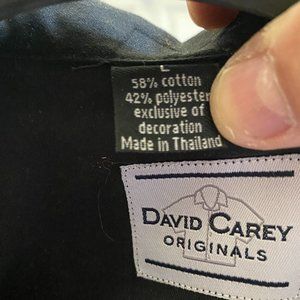 L
58% cotton
42% polyester
exclusive of
decoration
Made in Thailand
DAVID CAREY
ORIGINALS